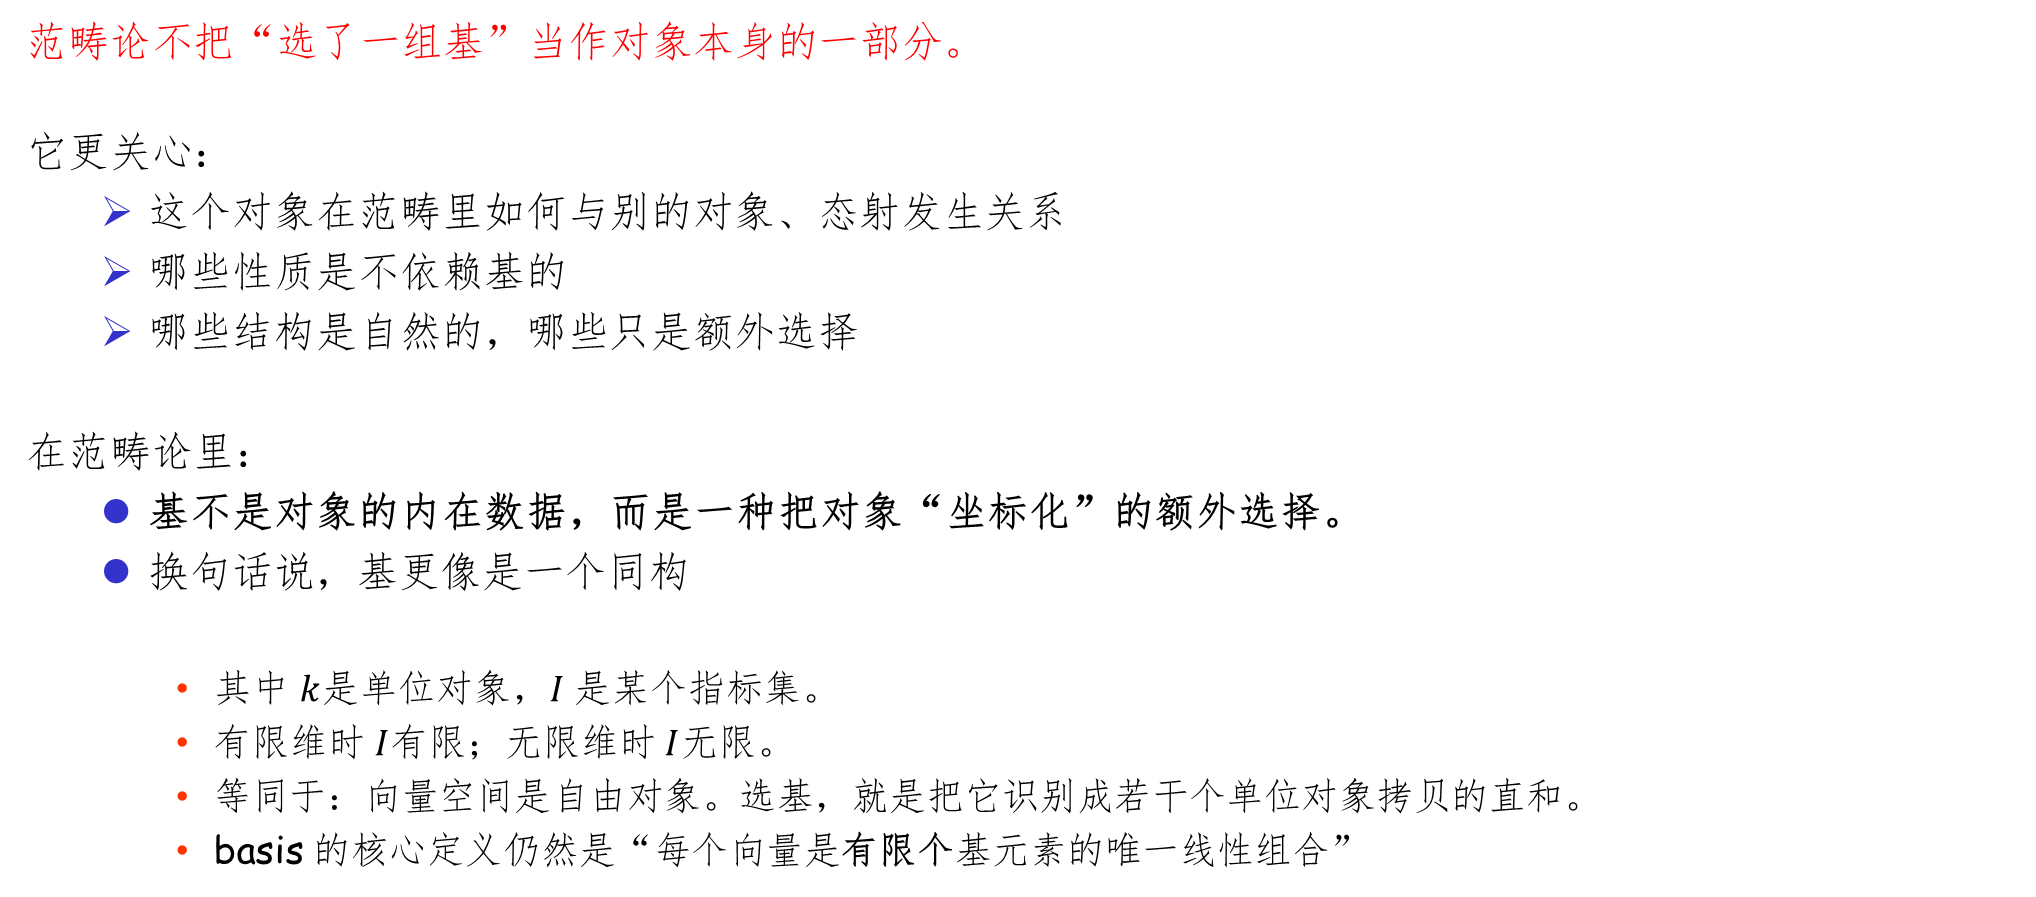 范畴论不把“选了一组基”当作对象本身的一部分。
它更关心：
➢ 这个对象在范畴里如何与别的对象、态射发生关系
➢ 哪些性质是不依赖基的
➢ 哪些结构是自然的，哪些只是额外选择
在范畴论里：
● 基不是对象的内在数据，而是一种把对象“坐标化”的额外选择。
● 换句话说，基更像是一个同构
• 其中 k是单位对象，I 是某个指标集。
• 有限维时 I有限；无限维时 I无限。
• 等同于：向量空间是自由对象。选基，就是把它识别成若干个单位对象拷贝的直和。
• basis 的核心定义仍然是“每个向量是有限个基元素的唯一线性组合”